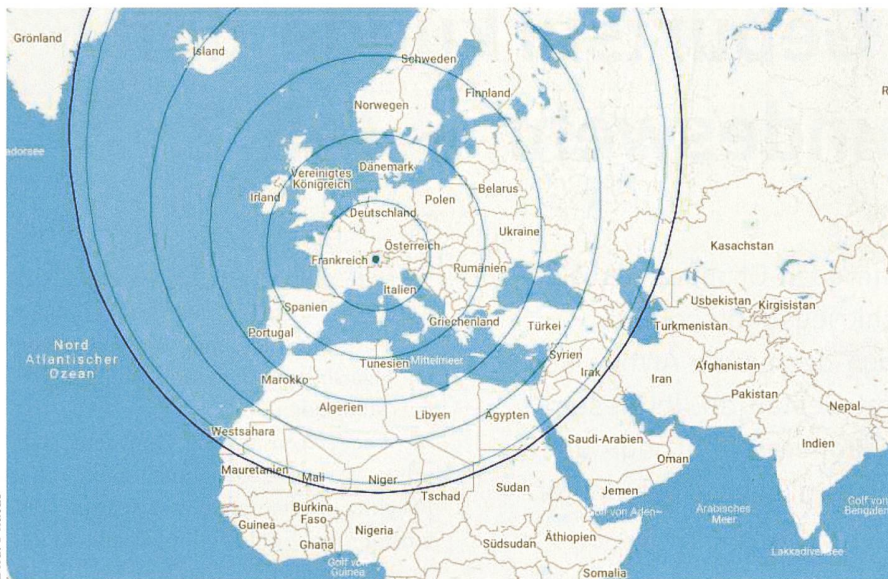 Grönland
Island
Schweden
Finnland
Norwegen
adorsee
Dänemark
Vereinigtes
Königreich
Irland
Belarus
Polen
Deutschland
Ukraine
Österreich
Kasachstan
Frankreich
Rumänien
Italien
Usbekistan
Kirgisistan
Spanien
Griechenland
Türkei
Turkmenistan
Portugal
Nord
Atlantischer
Ozean
Syrien
Tunesien
Mittelmeer
Afghanistan
Irak
Iran
Marokko
Pakistan
Nepal
Algerien
Libyen
Ägypten
Westsahara
Saudi-Arabien
Indien
Oman
Mauretanien
Mali
Niger
Sudan
Jemen
Tschad
Golf von
Bengalen
Burkina
Faso
Arabisches
Meer
Golf von Aden
Guinea
Nigeria
Ghana
Südsudan
Äthiopien
Lakkadivensee
Golf von
Guinea
Somalia
R